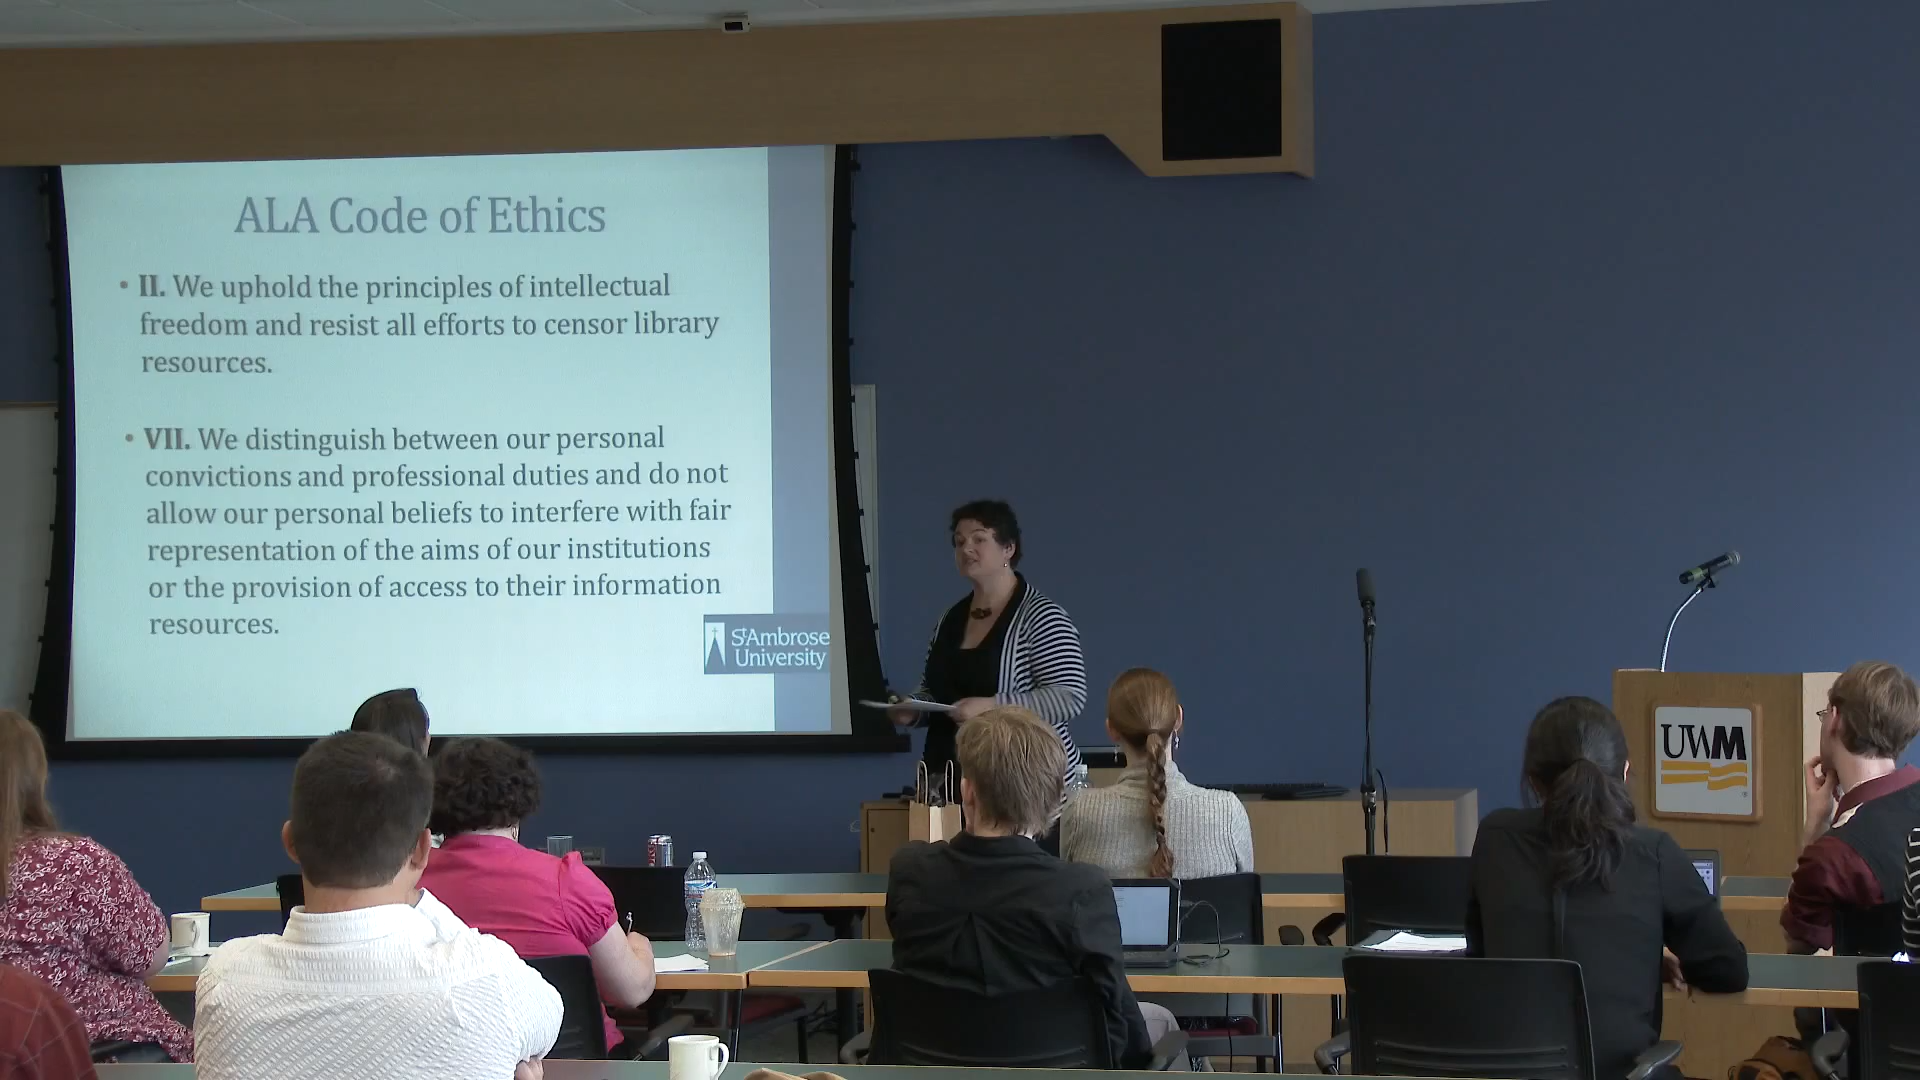 ALA Code of Ethics
• II. We uphold the principles of intellectual
freedom and resist all efforts to censor library
resources.
• VII. We distinguish between our personal
convictions and professional duties and do not
allow our personal beliefs to interfere with fair
representation of the aims of our institutions
or the provision of access to their information
resources.
St Ambrose
University
UWM